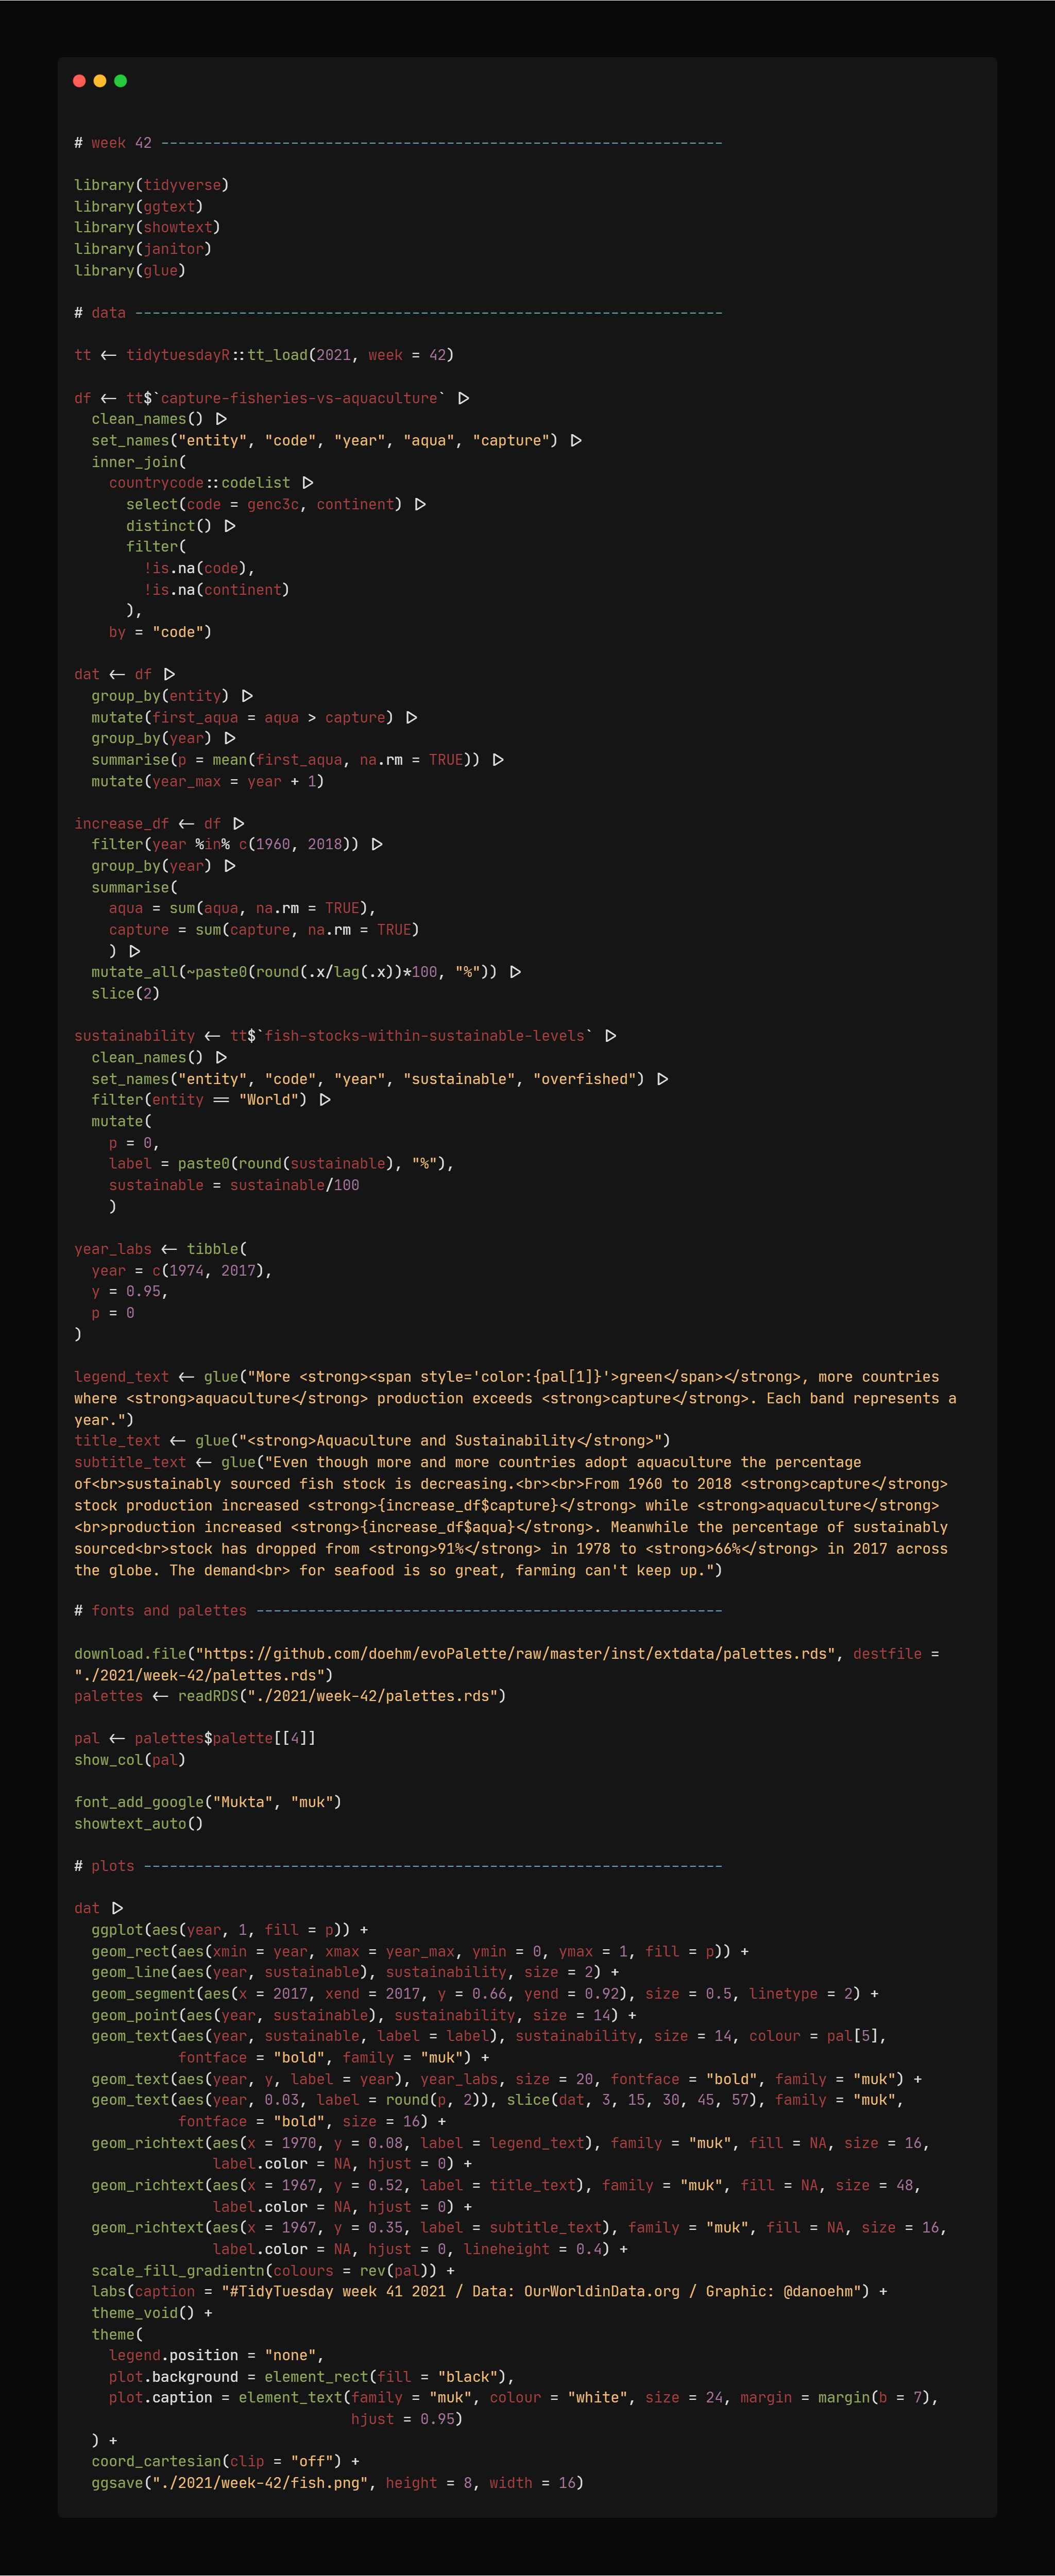 # week 42 -----------------------------------------------------------------
library(tidyverse)
library(ggtext)
library(showtext)
library(janitor)
library(glue)
# data --------------------------------------------------------------------
tt <- tidytuesdayR::tt_load(2021, week = 42)
df <- tt$`capture-fisheries-vs-aquaculture` |>
  clean_names() |>
  set_names("entity", "code", "year", "aqua", "capture") |>
  inner_join(
    countrycode::codelist |>
      select(code = genc3c, continent) |>
      distinct() |>
      filter(
        !is.na(code),
        !is.na(continent)
      ),
    by = "code")
dat <- df |>
  group_by(entity) |>
  mutate(first_aqua = aqua > capture) |>
  group_by(year) |>
  summarise(p = mean(first_aqua, na.rm = TRUE)) |>
  mutate(year_max = year + 1)
increase_df <- df |>
  filter(year %in% c(1960, 2018)) |>
  group_by(year) |>
  summarise(
    aqua = sum(aqua, na.rm = TRUE),
    capture = sum(capture, na.rm = TRUE)
    ) |>
  mutate_all(~paste0(round(.x/lag(.x))*100, "%")) |>
  slice(2)
sustainability <- tt$`fish-stocks-within-sustainable-levels` |>
  clean_names() |>
  set_names("entity", "code", "year", "sustainable", "overfished") |>
  filter(entity == "World") |>
  mutate(
    p = 0,
    label = paste0(round(sustainable), "%"),
    sustainable = sustainable/100
    )
year_labs <- tibble(
  year = c(1974, 2017),
  y = 0.95,
  p = 0
)
legend_text <- glue("More <strong><span style='color:{pal[1]}'>green</span></strong>, more countries
where <strong>aquaculture</strong> production exceeds <strong>capture</strong>. Each band represents a
year.")
title_text <- glue("<strong>Aquaculture and Sustainability</strong>")
subtitle_text <- glue("Even though more and more countries adopt aquaculture the percentage
of<br>sustainably sourced fish stock is decreasing.<br><br>From 1960 to 2018 <strong>capture</strong>
stock production increased <strong>{increase_df$capture}</strong> while <strong>aquaculture</strong>
<br>production increased <strong>{increase_df$aqua}</strong>. Meanwhile the percentage of sustainably
sourced<br>stock has dropped from <strong>91%</strong> in 1978 to <strong>66%</strong> in 2017 across
the globe. The demand<br> for seafood is so great, farming can't keep up.")
# fonts and palettes ------------------------------------------------------
download.file("https://github.com/doehm/evoPalette/raw/master/inst/extdata/palettes.rds", destfile =
"./2021/week-42/palettes.rds")
palettes <- readRDS("./2021/week-42/palettes.rds")
pal <- palettes$palette[[4]]
show_col(pal)
font_add_google("Mukta", "muk")
showtext_auto()
# plots -------------------------------------------------------------------
dat |>
  ggplot(aes(year, 1, fill = p)) +
  geom_rect(aes(xmin = year, xmax = year_max, ymin = 0, ymax = 1, fill = p)) +
  geom_line(aes(year, sustainable), sustainability, size = 2) +
  geom_segment(aes(x = 2017, xend = 2017, y = 0.66, yend = 0.92), size = 0.5, linetype = 2) +
  geom_point(aes(year, sustainable), sustainability, size = 14) +
  geom_text(aes(year, sustainable, label = label), sustainability, size = 14, colour = pal[5],
            fontface = "bold", family = "muk") +
  geom_text(aes(year, y, label = year), year_labs, size = 20, fontface = "bold", family = "muk") +
  geom_text(aes(year, 0.03, label = round(p, 2)), slice(dat, 3, 15, 30, 45, 57), family = "muk",
            fontface = "bold", size = 16) +
  geom_richtext(aes(x = 1970, y = 0.08, label = legend_text), family = "muk", fill = NA, size = 16,
                label.color = NA, hjust = 0) +
  geom_richtext(aes(x = 1967, y = 0.52, label = title_text), family = "muk", fill = NA, size = 48,
                label.color = NA, hjust = 0) +
  geom_richtext(aes(x = 1967, y = 0.35, label = subtitle_text), family = "muk", fill = NA, size = 16,
                label.color = NA, hjust = 0, lineheight = 0.4) +
  scale_fill_gradientn(colours = rev(pal)) +
  labs(caption = "#TidyTuesday week 41 2021 / Data: OurWorldinData.org / Graphic: @danoehm") +
  theme_void() +
  theme(
    legend.position = "none",
    plot.background = element_rect(fill = "black"),
    plot.caption = element_text(family = "muk", colour = "white", size = 24, margin = margin(b = 7),
                                hjust = 0.95)
  ) +
  coord_cartesian(clip = "off") +
  ggsave("./2021/week-42/fish.png", height = 8, width = 16)